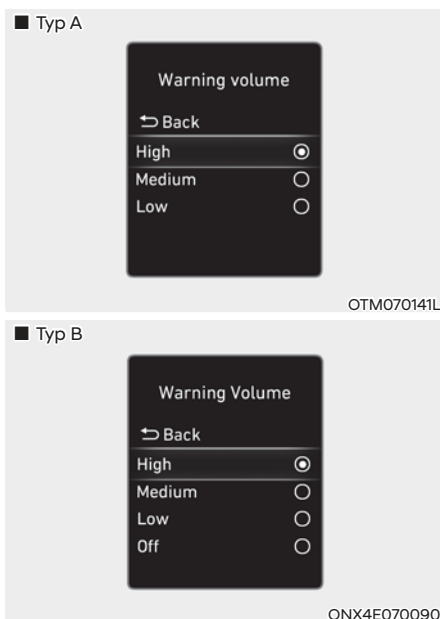 ■ Typ A
Warning volume
⮌ Back
High
Medium
Low
OTM070141L
■ Typ B
Warning Volume
⮌ Back
High
Medium
Low
Off
ONX4E070090